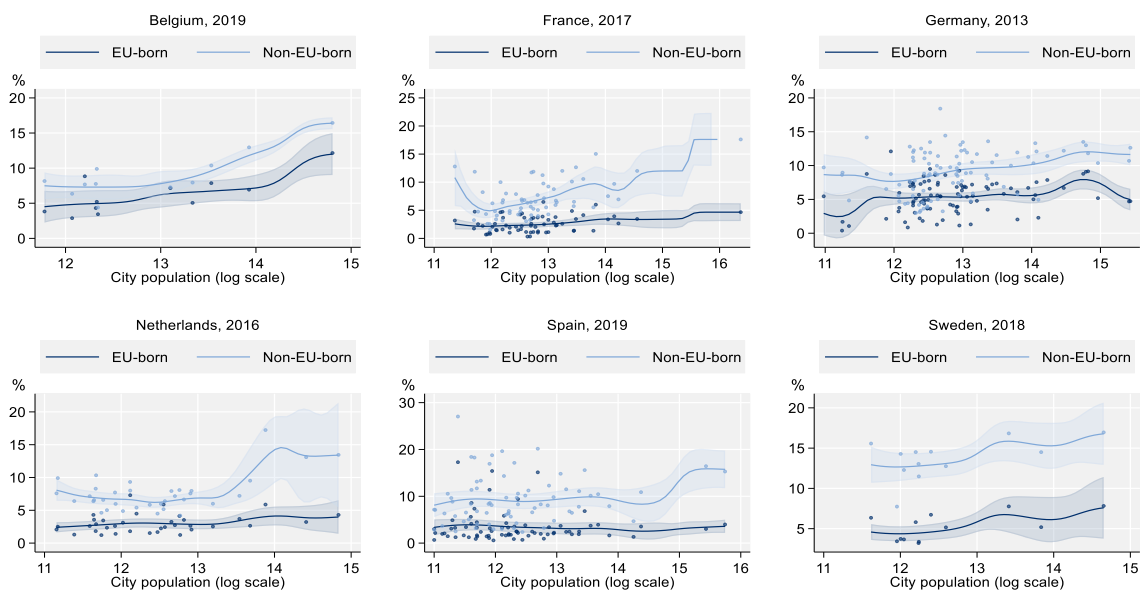 Belgium, 2019
EU-born Non-EU-born
%
20
15
10
5
0
12 13 14 15
City population (log scale)
France, 2017
EU-born Non-EU-born
%
25
20
15
10
5
0
11 12 13 14 15 16
City population (log scale)
Germany, 2013
EU-born Non-EU-born
%
20
15
10
5
0
11 12 13 14 15
City population (log scale)
Netherlands, 2016
EU-born Non-EU-born
%
20
15
10
5
0
11 12 13 14 15
City population (log scale)
Spain, 2019
EU-born Non-EU-born
%
30
20
10
0
11 12 13 14 15 16
City population (log scale)
Sweden, 2018
EU-born Non-EU-born
%
20
15
10
5
11 12 13 14 15
City population (log scale)